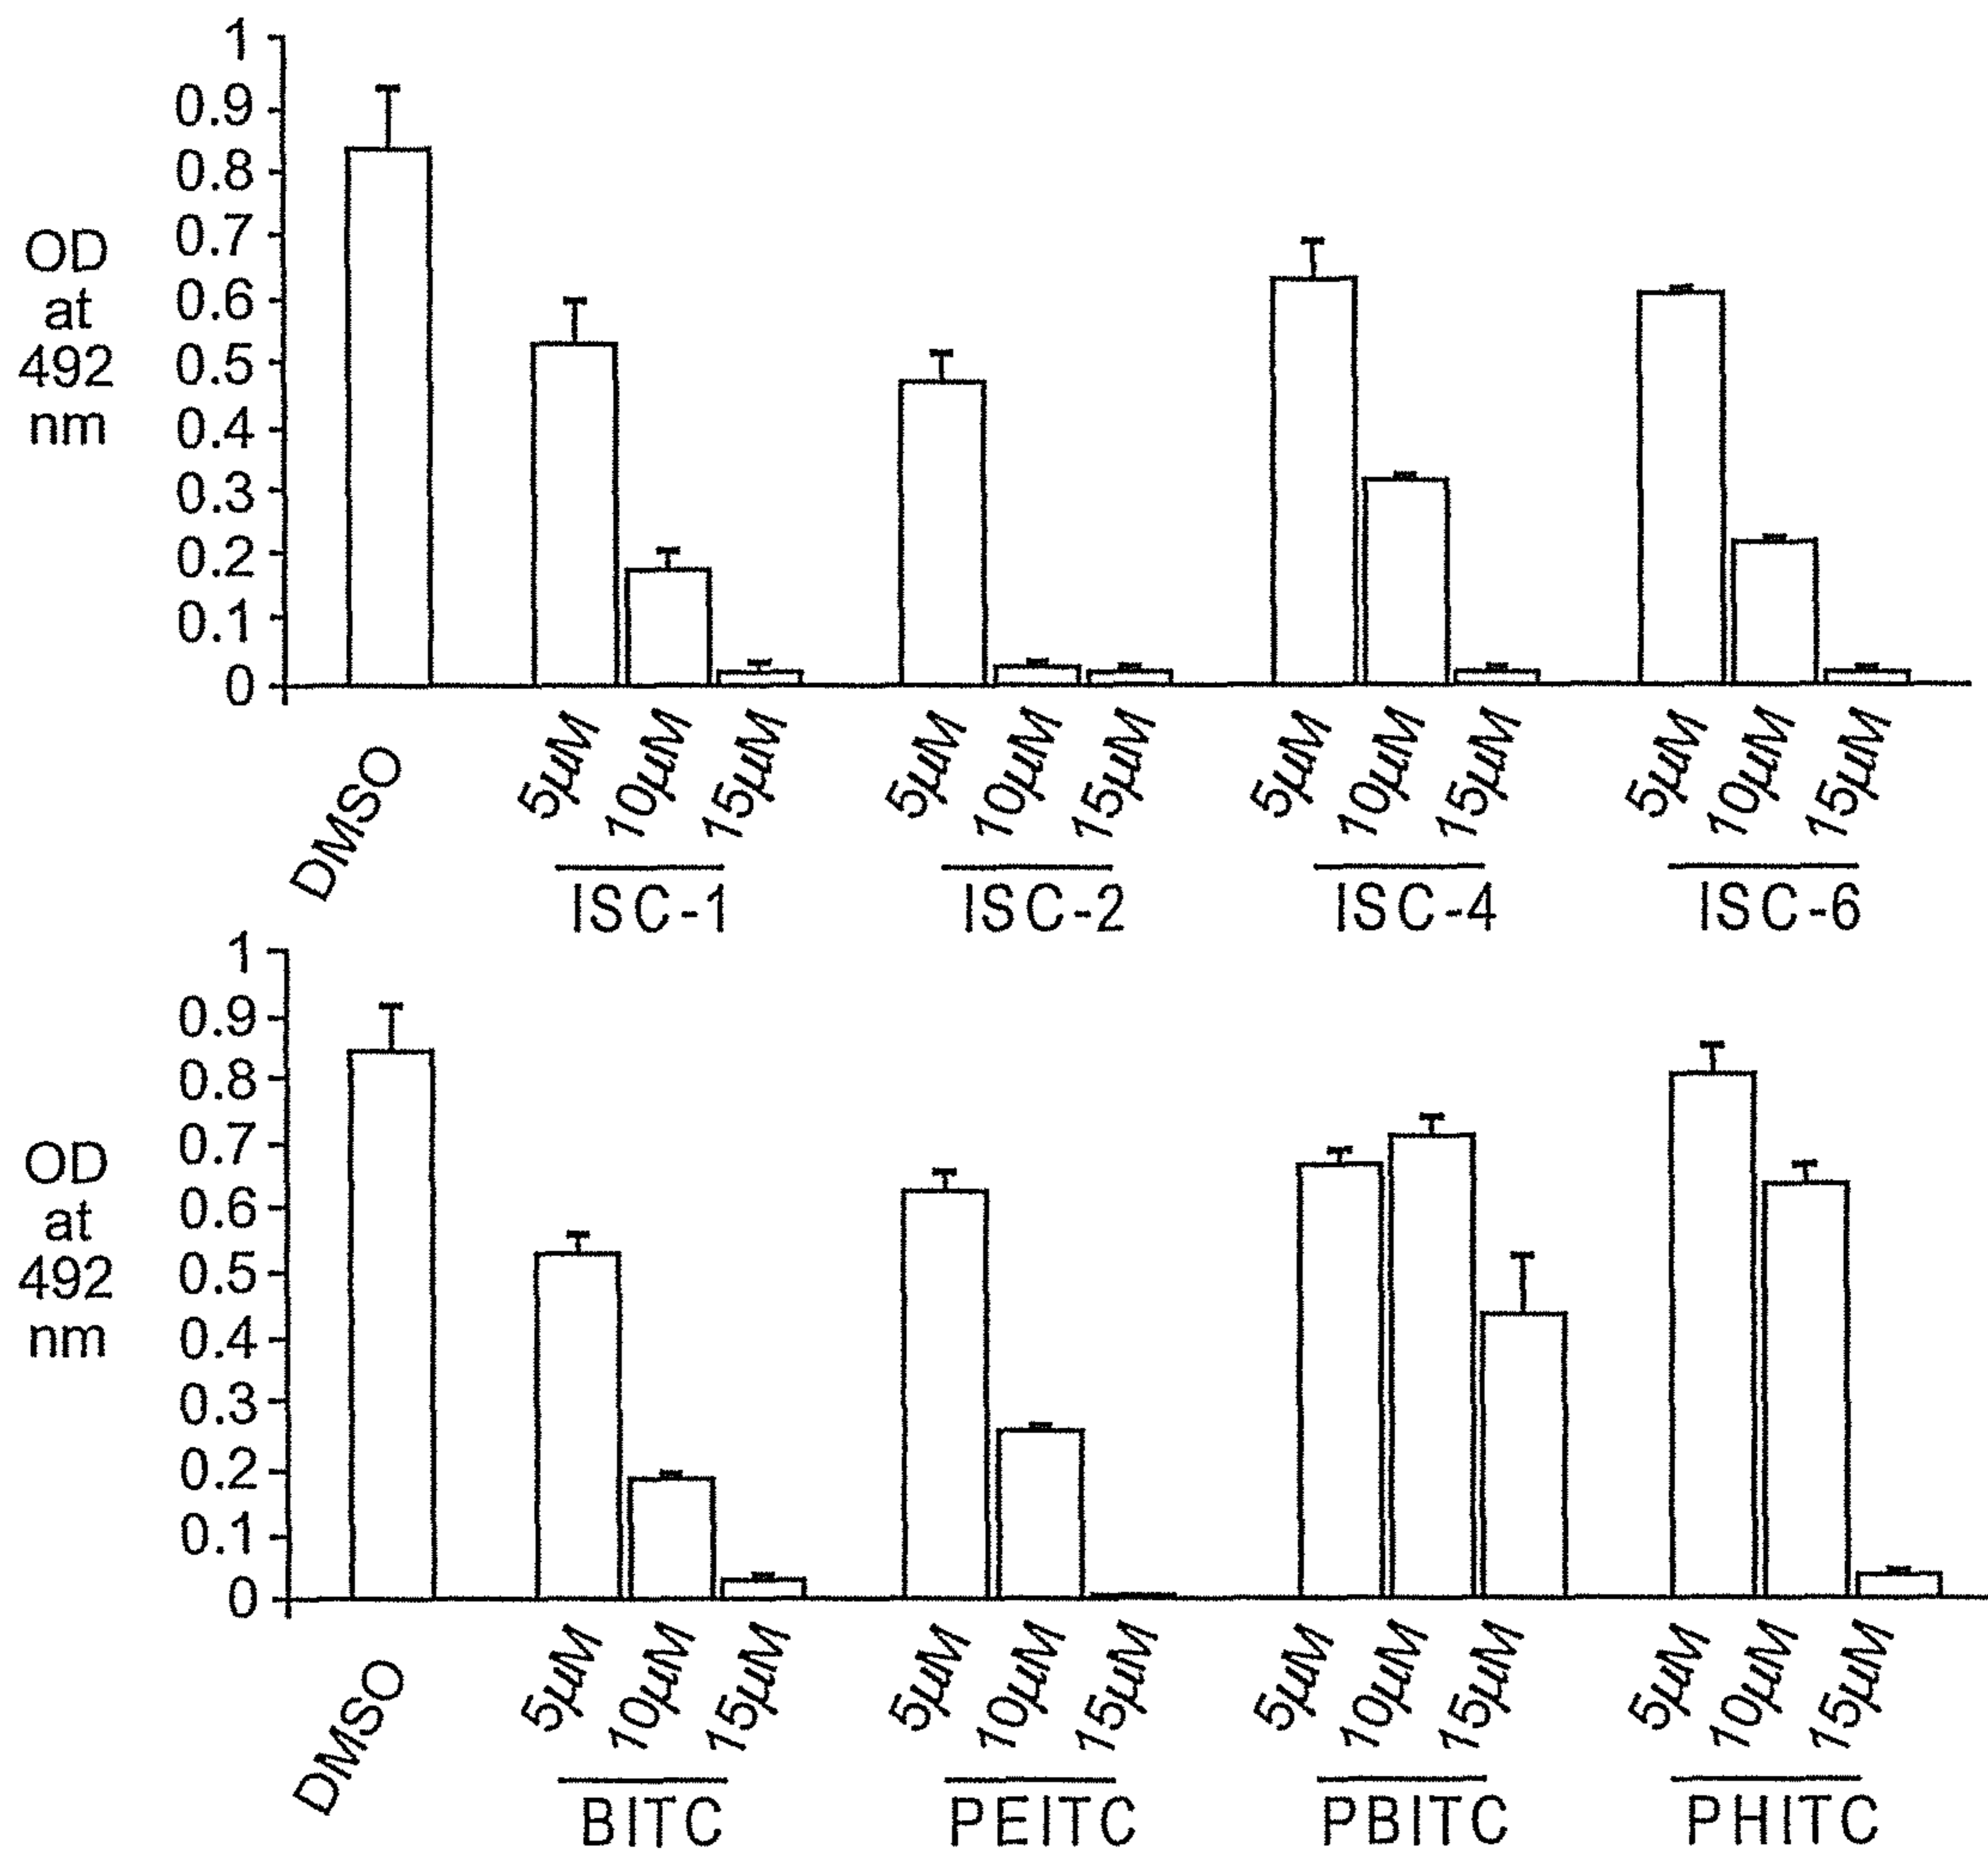 1
0.9
0.8
0.7
0.6
0.5
0.4
0.3
0.2
0.1
0
OD
at
492
nm
DMSO
5µM 10µM 15µM 5µM 10µM 15µM 5µM 10µM 15µM 5µM 10µM 15µM
ISC-1 ISC-2 ISC-4 ISC-6
1
0.9
0.8
0.7
0.6
0.5
0.4
0.3
0.2
0.1
0
OD
at
492
nm
DMSO
5µM 10µM 15µM 5µM 10µM 15µM 5µM 10µM 15µM 5µM 10µM 15µM
BITC PEITC PBITC PHITC